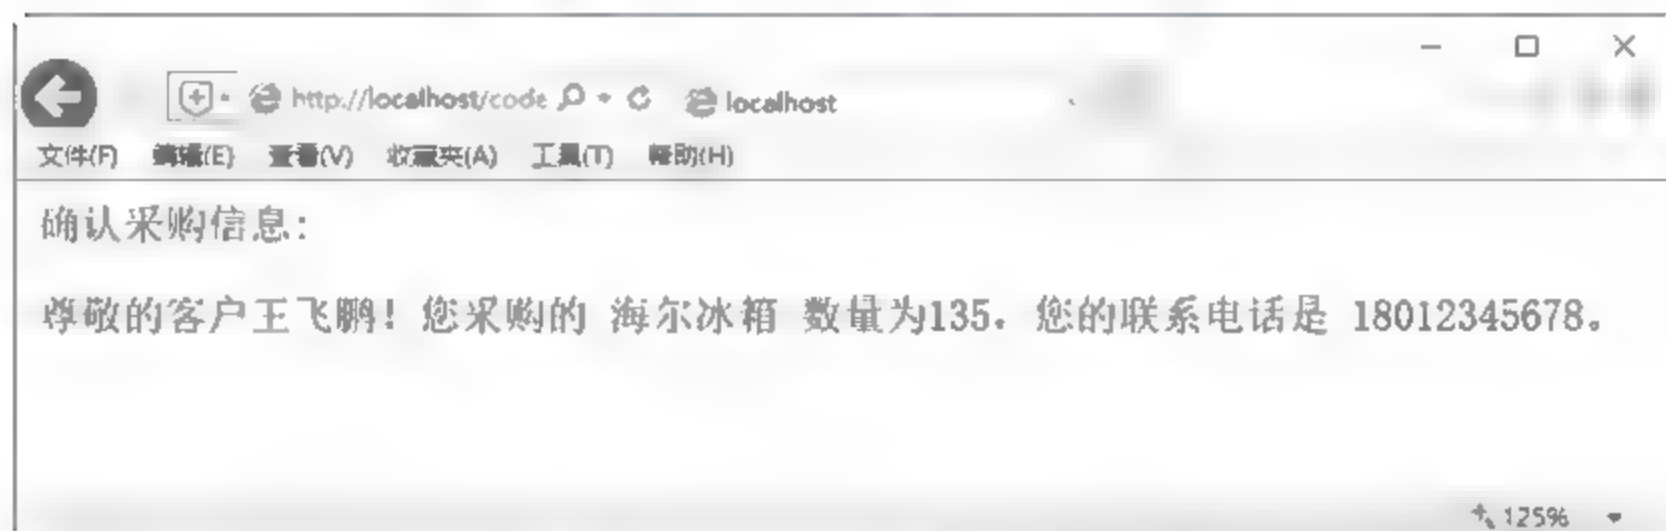 http://localhost/code localhost
文件(F) 编辑(E) 查看(V) 收藏夹(A) 工具(T) 帮助(H)
确认采购信息：
尊敬的客户王飞鹏！您采购的 海尔冰箱 数量为135. 您的联系电话是 18012345678。
125%